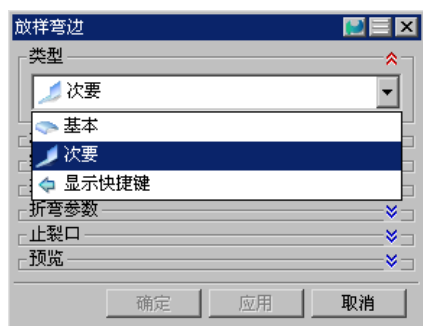 放样弯边
类型
次要
基本
次要
显示快捷键
折弯参数
止裂口
预览
确定 应用 取消